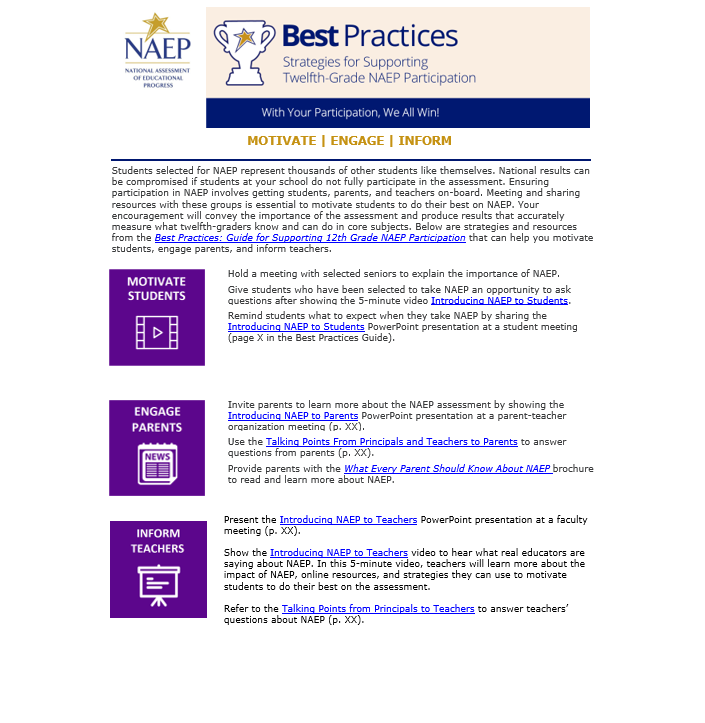 NAEP
NATIONAL ASSESSMENT
OF EDUCATIONAL
PROGRESS
Best Practices
Strategies for Supporting
Twelfth-Grade NAEP Participation
With Your Participation, We All Win!
MOTIVATE | ENGAGE | INFORM
Students selected for NAEP represent thousands of other students like themselves. National results can
be compromised if students at your school do not fully participate in the assessment. Ensuring
participation in NAEP involves getting students, parents, and teachers on-board. Meeting and sharing
resources with these groups is essential to motivate students to do their best on NAEP. Your
encouragement will convey the importance of the assessment and produce results that accurately
measure what twelfth-graders know and can do in core subjects. Below are strategies and resources
from the Best Practices: Guide for Supporting 12th Grade NAEP Participation that can help you motivate
students, engage parents, and inform teachers.
MOTIVATE
STUDENTS
Hold a meeting with selected seniors to explain the importance of NAEP.
Give students who have been selected to take NAEP an opportunity to ask
questions after showing the 5-minute video Introducing NAEP to Students.
Remind students what to expect when they take NAEP by sharing the
Introducing NAEP to Students PowerPoint presentation at a student meeting
(page X in the Best Practices Guide).
ENGAGE
PARENTS
NEWS
Invite parents to learn more about the NAEP assessment by showing the
Introducing NAEP to Parents PowerPoint presentation at a parent-teacher
organization meeting (p. XX).
Use the Talking Points From Principals and Teachers to Parents to answer
questions from parents (p. XX).
Provide parents with the What Every Parent Should Know About NAEP brochure
to read and learn more about NAEP.
INFORM
TEACHERS
Present the Introducing NAEP to Teachers PowerPoint presentation at a faculty
meeting (p. XX).
Show the Introducing NAEP to Teachers video to hear what real educators are
saying about NAEP. In this 5-minute video, teachers will learn more about the
impact of NAEP, online resources, and strategies they can use to motivate
students to do their best on the assessment.
Refer to the Talking Points from Principals to Teachers to answer teachers’
questions about NAEP (p. XX).